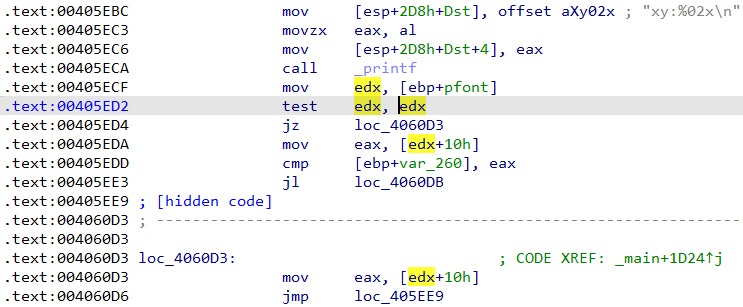 .text:00405EBC mov [esp+2D8h+Dst], offset aXy02x ; "xy:%02x\n"
.text:00405EC3 movzx eax, al
.text:00405EC6 mov [esp+2D8h+Dst+4], eax
.text:00405ECA call _printf
.text:00405ECF mov edx, [ebp+pfont]
.text:00405ED2 test edx, edx
.text:00405ED4 jz loc_4060D3
.text:00405EDA mov eax, [edx+10h]
.text:00405EDD cmp [ebp+var_260], eax
.text:00405EE3 jl loc_4060DB
.text:00405EE9 ; [hidden code]
.text:004060D3 ; ---------------------------------------------------------------------------
.text:004060D3
.text:004060D3 loc_4060D3: ; CODE XREF: _main+1D24↑j
.text:004060D3 mov eax, [edx+10h]
.text:004060D6 jmp loc_405EE9